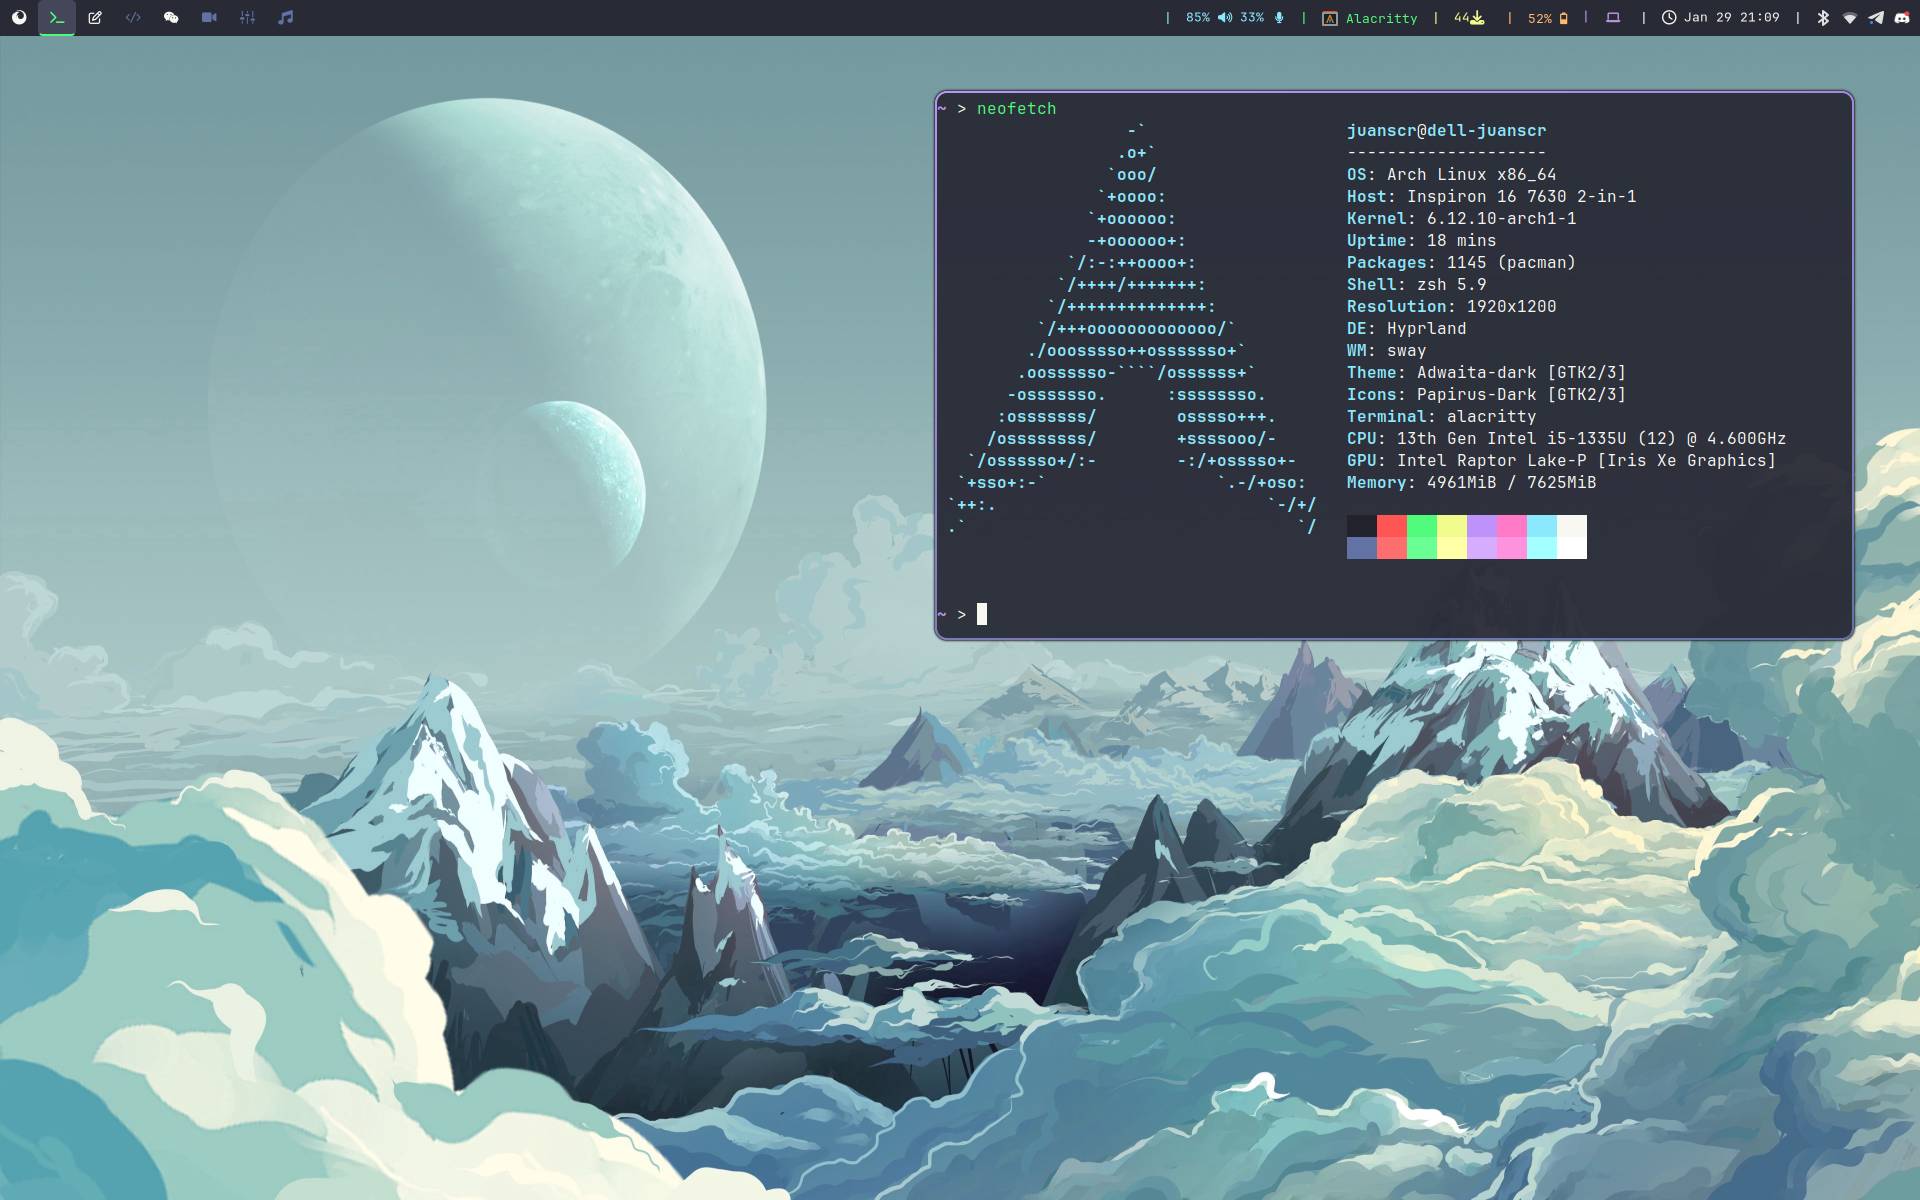 | 85% 33% | Alacritty | 44 | 52% | | Jan 29 21:09 |
~ > neofetch
-`
.o+`
`ooo/
`+oooo:
`+oooooo:
-+oooooo+:
`/:-:++oooo+:
`/++++/+++++++:
`/++++++++++++++:
`/+++ooooooooooooo/`
./ooosssso++osssssso+`
.oossssso-````/ossssss+`
-osssssso. :ssssssso.
:osssssss/ osssso+++.
/ossssssss/ +ssssooo/-
`/ossssso+/:- -:/+osssso+-
`+sso+:-` `.-/+oso:
`++:. `-/+/
.` `/
juanscr@dell-juanscr
--------------------
OS: Arch Linux x86_64
Host: Inspiron 16 7630 2-in-1
Kernel: 6.12.10-arch1-1
Uptime: 18 mins
Packages: 1145 (pacman)
Shell: zsh 5.9
Resolution: 1920x1200
DE: Hyprland
WM: sway
Theme: Adwaita-dark [GTK2/3]
Icons: Papirus-Dark [GTK2/3]
Terminal: alacritty
CPU: 13th Gen Intel i5-1335U (12) @ 4.600GHz
GPU: Intel Raptor Lake-P [Iris Xe Graphics]
Memory: 4961MiB / 7625MiB
~ >